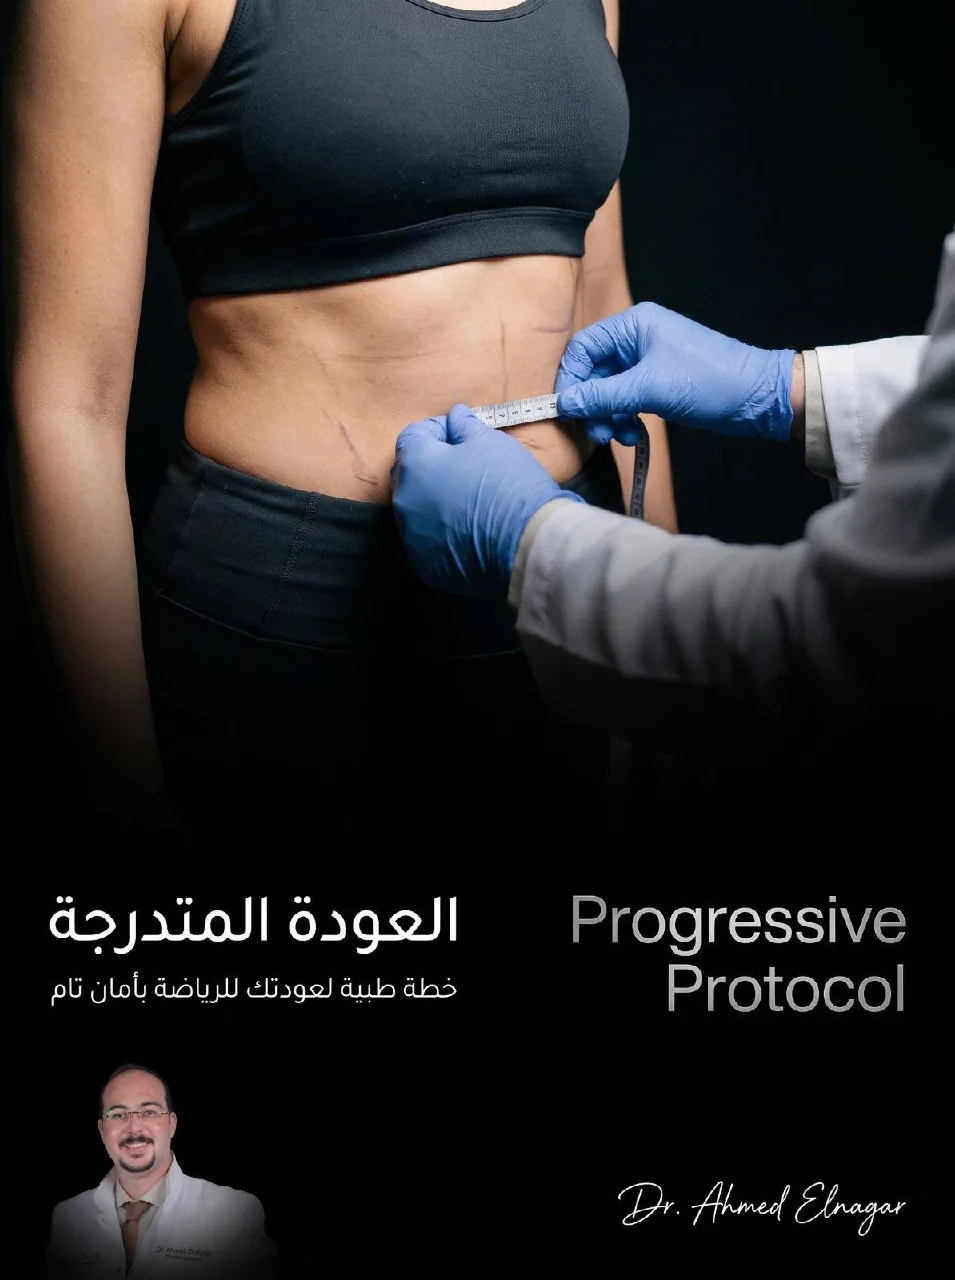 العودة المتدرجة
خطة طبية لعودتك للرياضة بأمان تام
Progressive
Protocol
Dr. Ahmed Elnagar